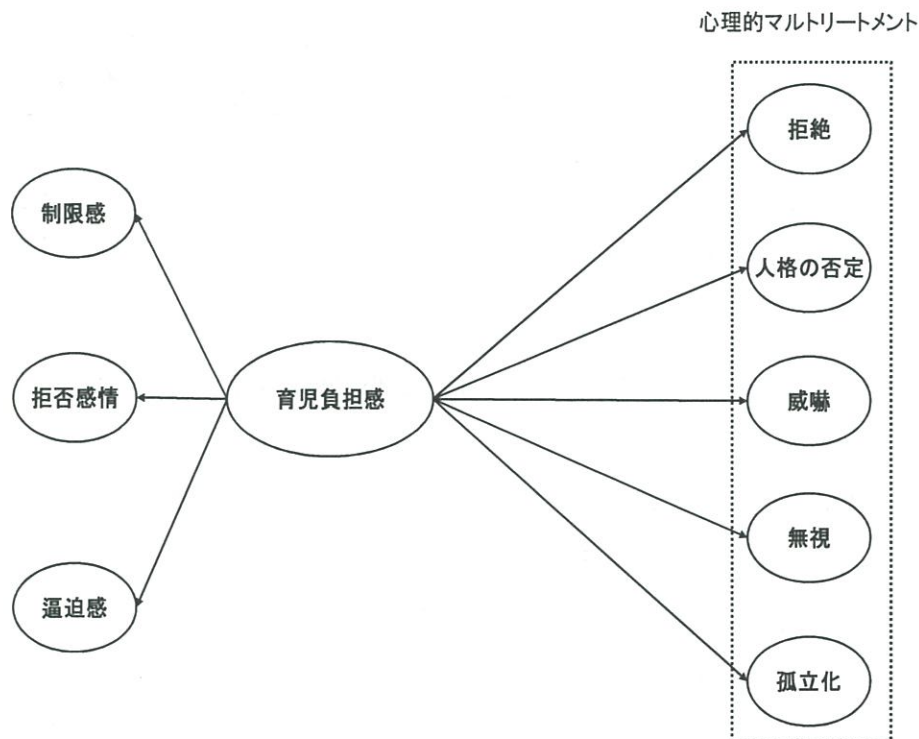 心理的マルトリートメント
拒絶
制限感
人格の否定
拒否感情
育児負担感
威嚇
無視
逼迫感
孤立化